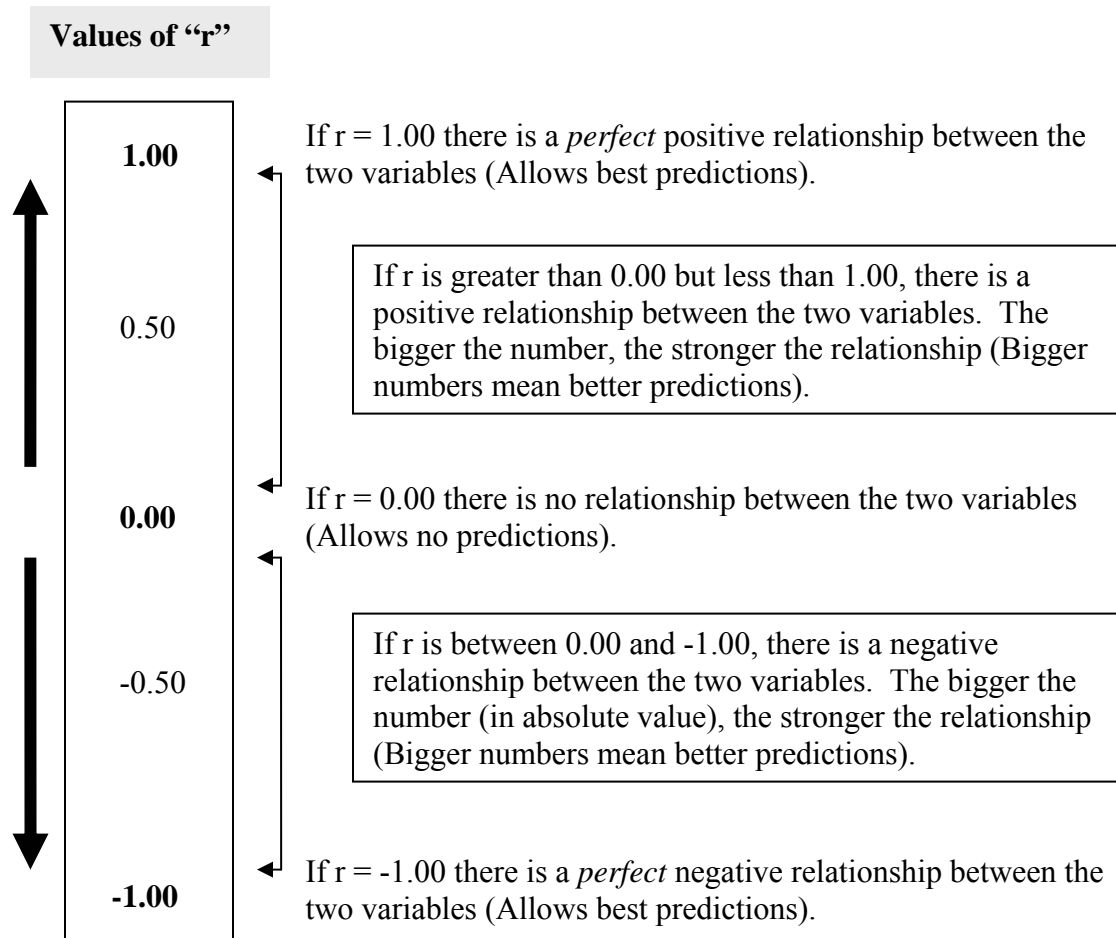 Values of “r”
1.00
If r = 1.00 there is a perfect positive relationship between the
two variables (Allows best predictions).
If r is greater than 0.00 but less than 1.00, there is a
positive relationship between the two variables.  The
bigger the number, the stronger the relationship (Bigger
numbers mean better predictions).
0.50
If r = 0.00 there is no relationship between the two variables
(Allows no predictions).
0.00
If r is between 0.00 and -1.00, there is a negative
relationship between the two variables.  The bigger the
number (in absolute value), the stronger the relationship
(Bigger numbers mean better predictions).
-0.50
If r = -1.00 there is a perfect negative relationship between the
two variables (Allows best predictions).
-1.00